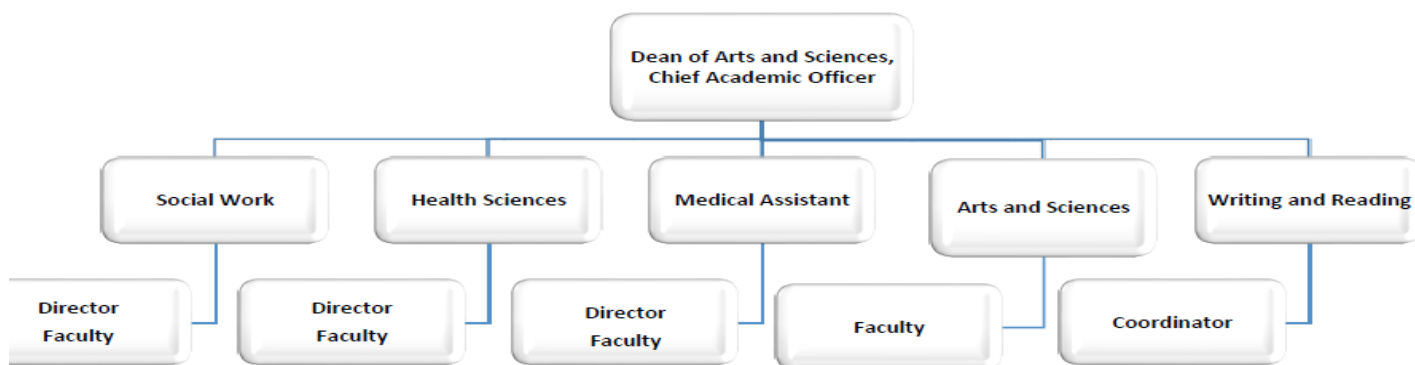 Dean of Arts and Sciences,
Chief Academic Officer
Social Work
Health Sciences
Medical Assistant
Arts and Sciences
Writing and Reading
Director
Faculty
Director
Faculty
Director
Faculty
Faculty
Coordinator